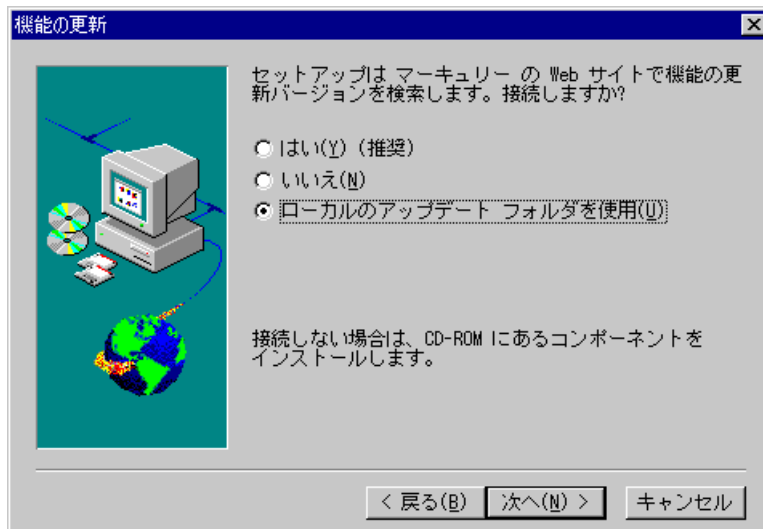 機能の更新
セットアップは マーキュリー の Web サイトで機能の更
新バージョンを検索します。接続しますか?
はい(Y) (推奨)
いいえ(N)
ローカルのアップデート フォルダを使用(U)
接続しない場合は、CD-ROM にあるコンポーネントを
インストールします。
< 戻る(B) 次へ(N) > キャンセル